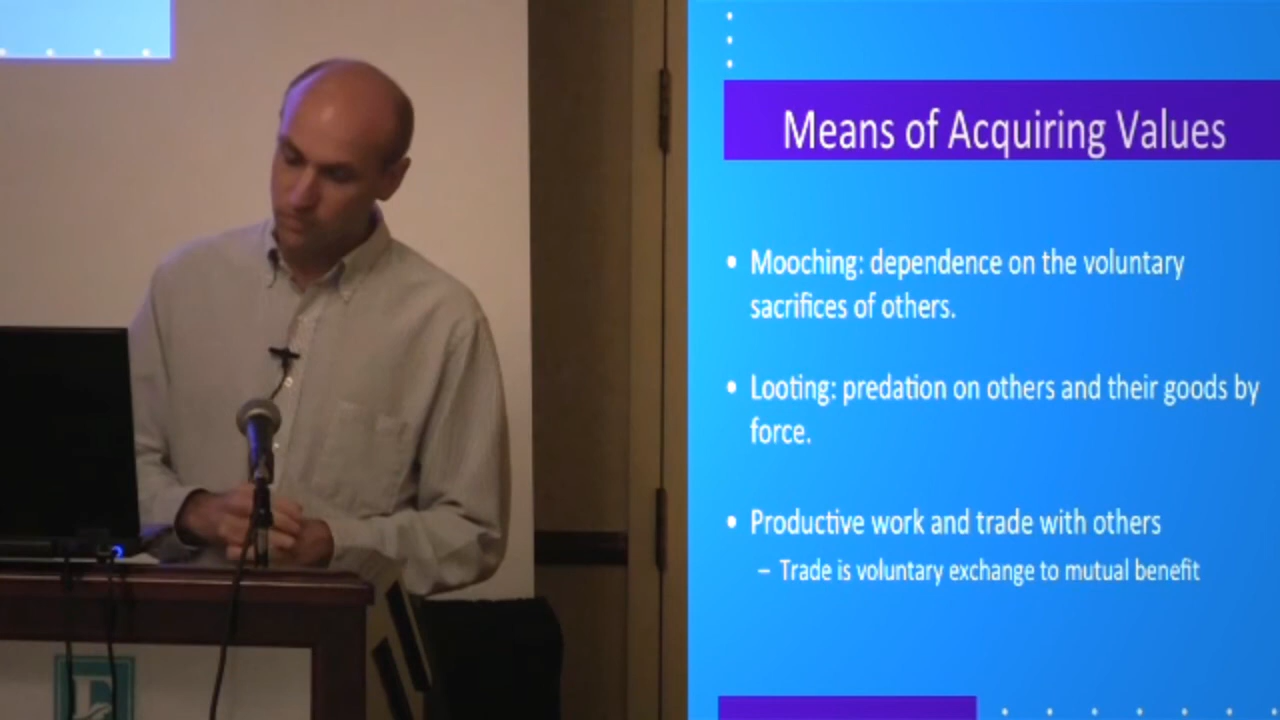 Means of Acquiring Values
• Mooching: dependence on the voluntary
sacrifices of others.
• Looting: predation on others and their goods by
force.
• Productive work and trade with others
– Trade is voluntary exchange to mutual benefit
E